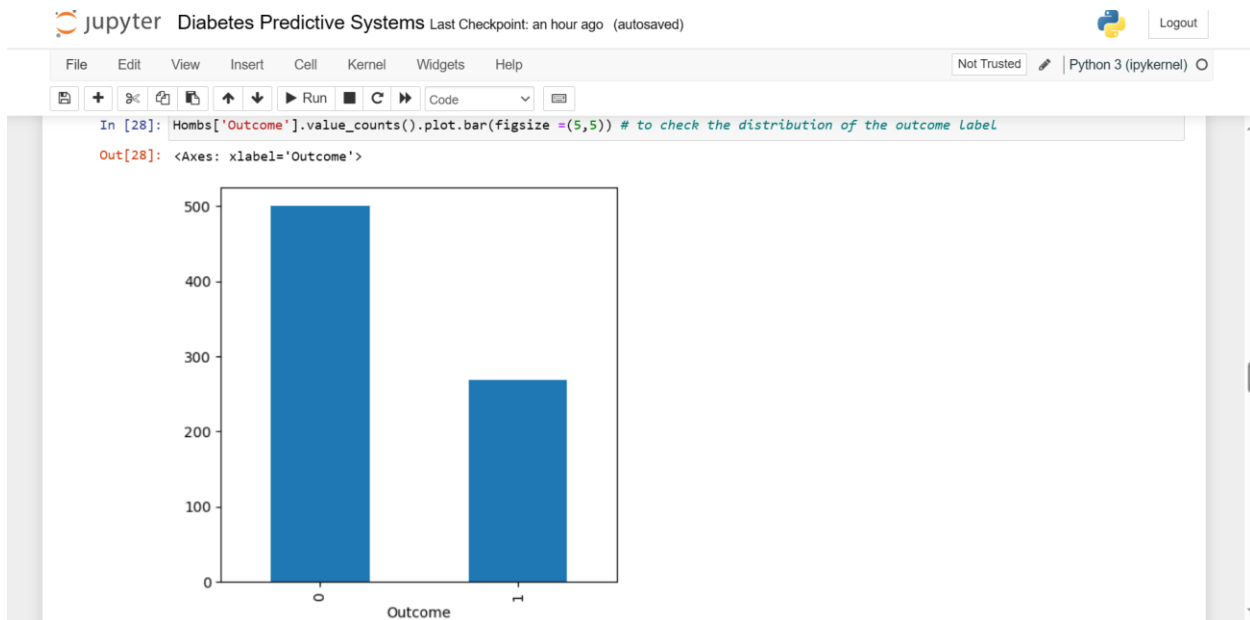 jupyter Diabetes Predictive Systems Last Checkpoint: an hour ago (autosaved) Logout
File Edit View Insert Cell Kernel Widgets Help Not Trusted Python 3 (ipykernel)
Run Code
In [28]: Hombs['Outcome'].value_counts().plot.bar(figsize =(5,5)) # to check the distribution of the outcome label
Out[28]: <Axes: xlabel='Outcome'>
500
400
300
200
100
0
0 1
Outcome